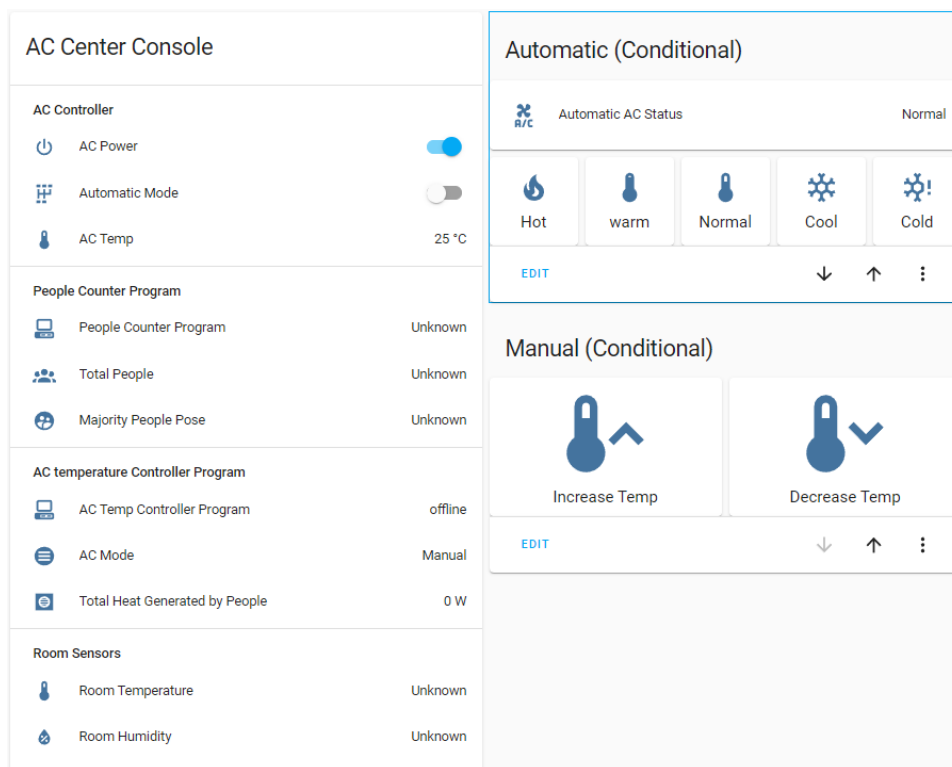 AC Center Console
AC Controller
AC Power
Automatic Mode
AC Temp 25 °C
People Counter Program
People Counter Program Unknown
Total People Unknown
Majority People Pose Unknown
AC temperature Controller Program
AC Temp Controller Program offline
AC Mode Manual
Total Heat Generated by People 0 W
Room Sensors
Room Temperature Unknown
Room Humidity Unknown
Automatic (Conditional)
A/C Automatic AC Status Normal
Hot warm Normal Cool Cold
EDIT
Manual (Conditional)
Increase Temp Decrease Temp
EDIT